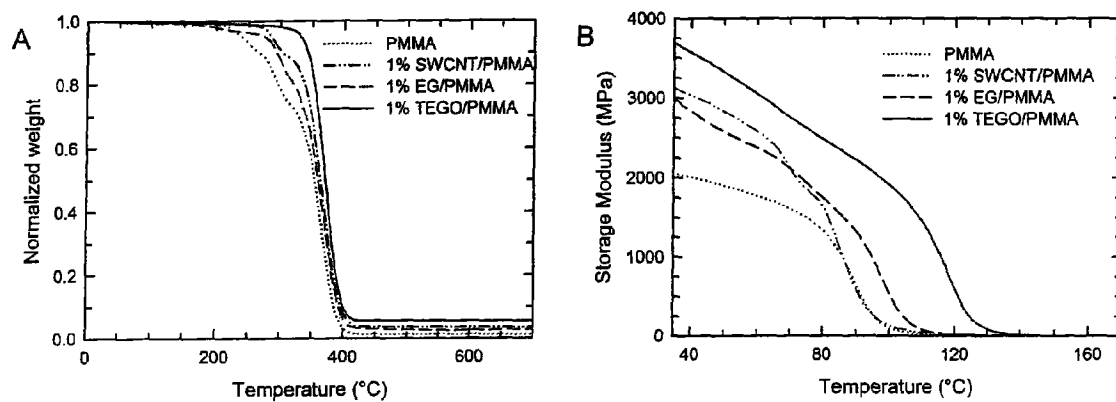 A
Normalized weight
1.0
0.8
0.6
0.4
0.2
0.0
0
200
400
600
Temperature (°C)
PMMA
1% SWCNT/PMMA
1% EG/PMMA
1% TEGO/PMMA
B
Storage Modulus (MPa)
4000
3000
2000
1000
0
40
80
120
160
Temperature (°C)
PMMA
1% SWCNT/PMMA
1% EG/PMMA
1% TEGO/PMMA